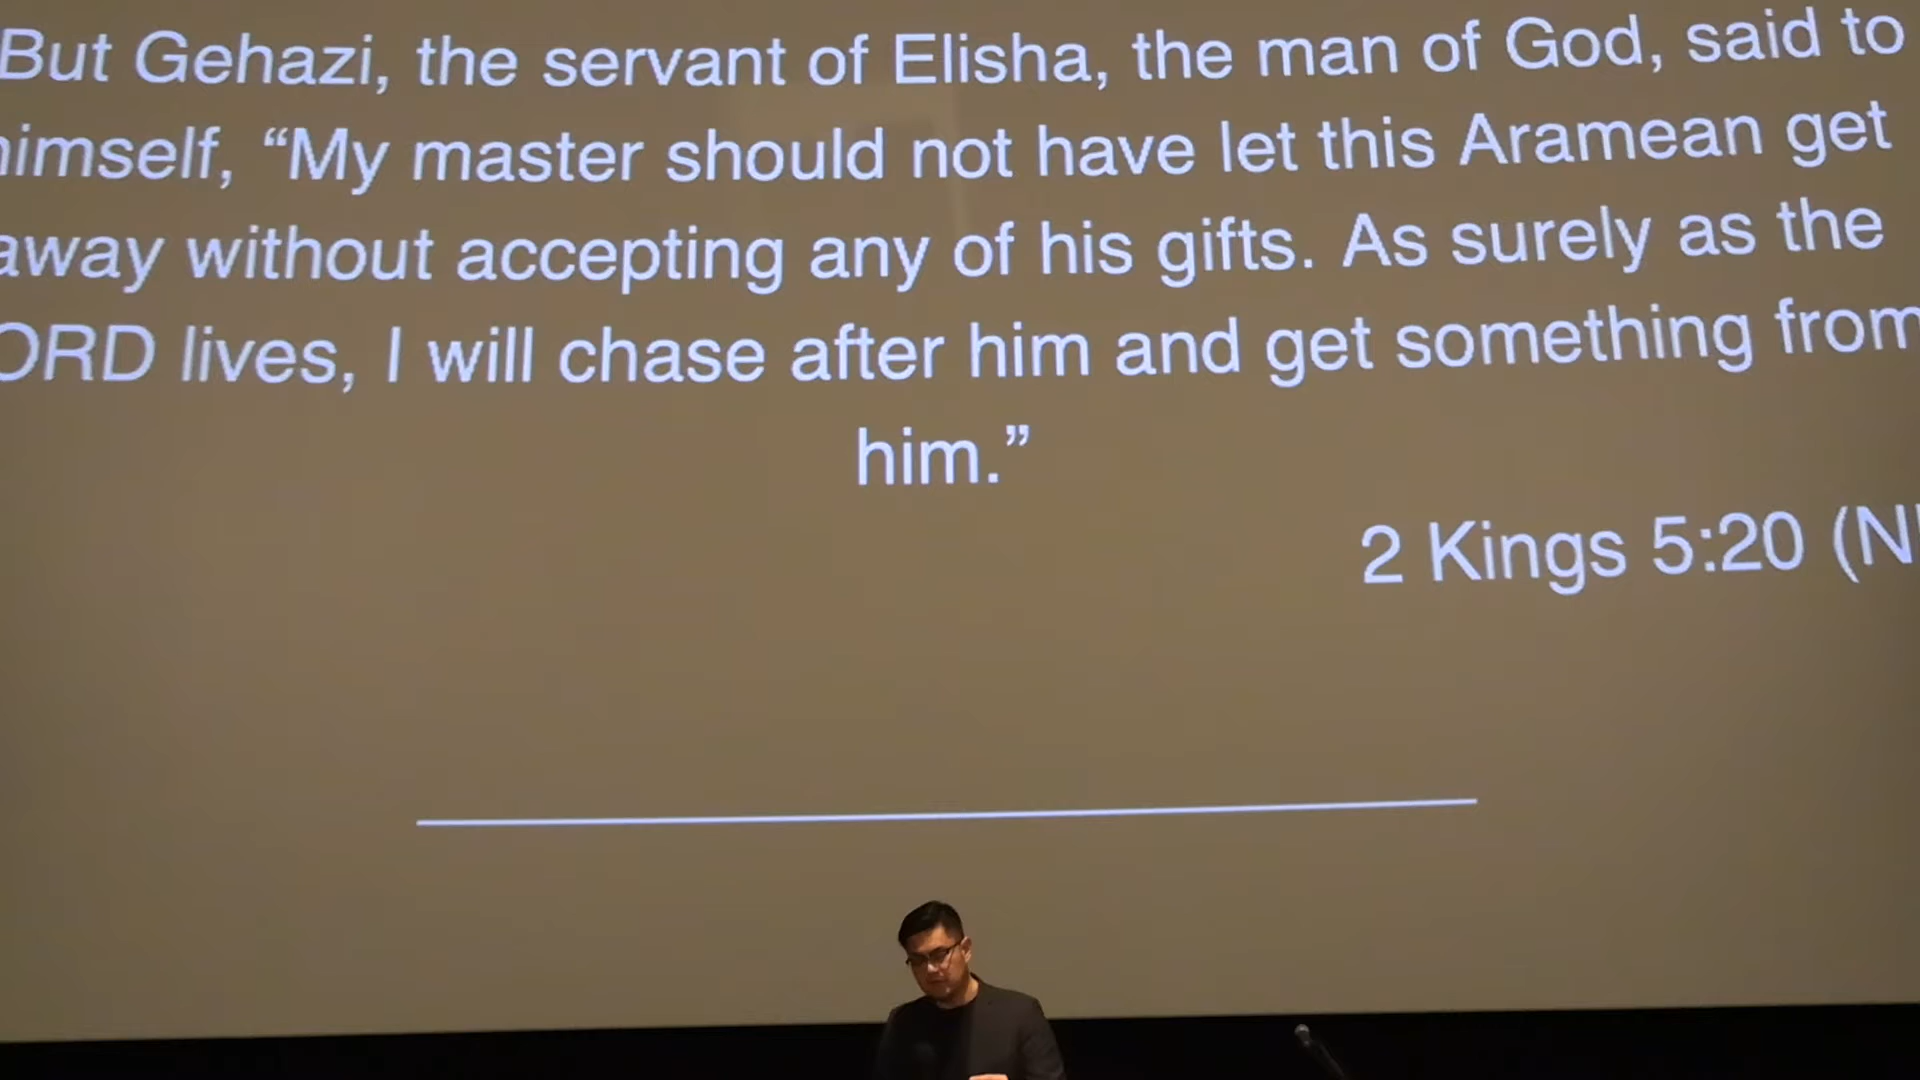 But Gehazi, the servant of Elisha, the man of God, said to
himself, “My master should not have let this Aramean get
away without accepting any of his gifts. As surely as the
ORD lives, I will chase after him and get something from
him.”
2 Kings 5:20 (N